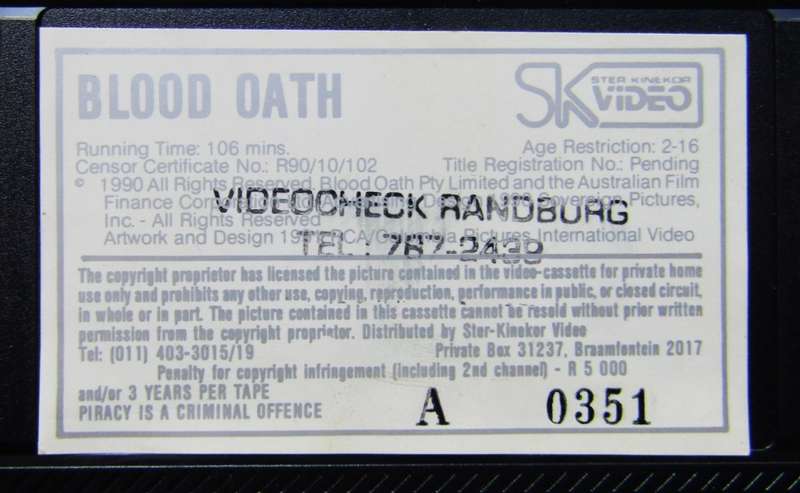 BLOOD OATH
STER KINEKOR
SK VIDEO
Running Time: 106 mins.
Age Restriction: 2-16
Censor Certificate No.: R90/10/102
Title Registration No.: Pending
© 1990 All Rights Reserved Blood Oath Pty Limited and the Australian Film
Finance Corporation Pictures,
Inc. - All Rights Reserved
Artwork and Design Columbia Pictures International Video
VIDEOCHECK RANDBURG
TEL.: 787-2439
The copyright proprietor has licensed the picture contained in the video-cassette for private home
use only and prohibits any other use, copying, reproduction, performance in public, or closed circuit,
in whole or in part. The picture contained in this cassette cannot be resold without prior written
permission from the copyright proprietor. Distributed by Ster-Kinekor Video
Tel: (011) 403-3015/19
Private Box 31237, Braamfontein 2017
Penalty for copyright infringement (including 2nd channel) - R 5 000
and/or 3 YEARS PER TAPE
PIRACY IS A CRIMINAL OFFENCE
A 0351